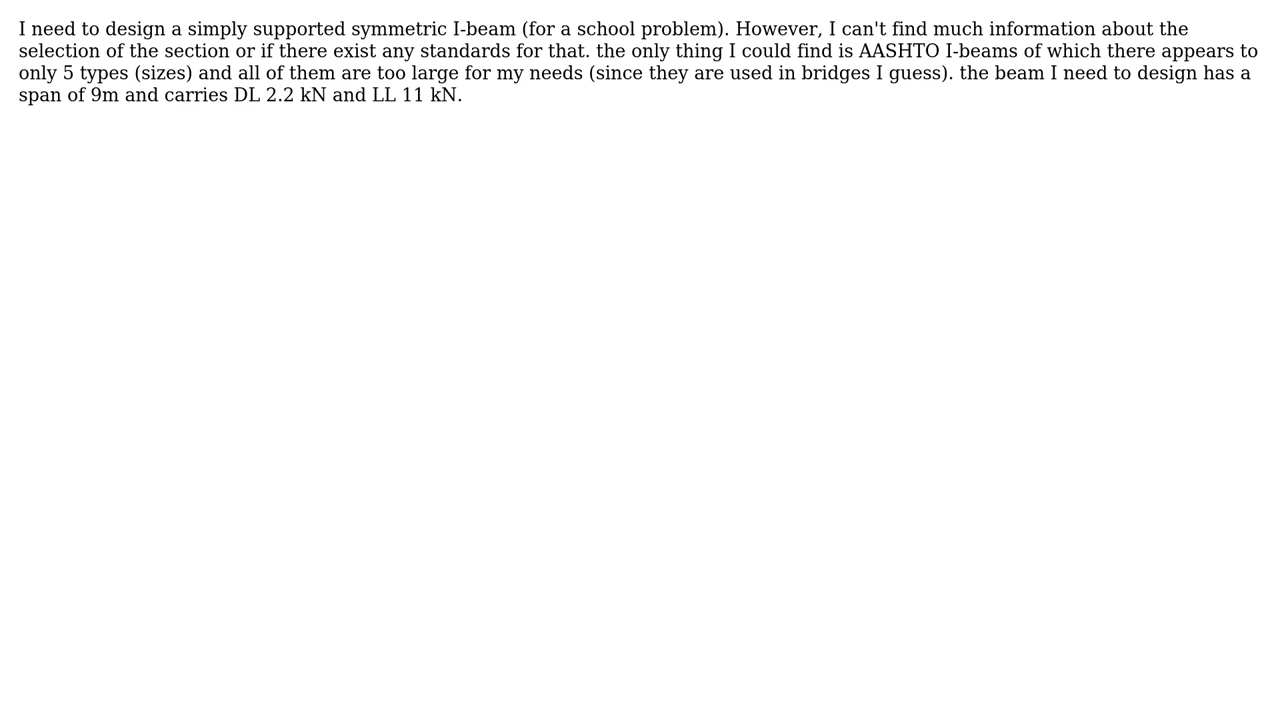 I need to design a simply supported symmetric I-beam (for a school problem). However, I can't find much information about the
selection of the section or if there exist any standards for that. the only thing I could find is AASHTO I-beams of which there appears to
only 5 types (sizes) and all of them are too large for my needs (since they are used in bridges I guess). the beam I need to design has a
span of 9m and carries DL 2.2 kN and LL 11 kN.